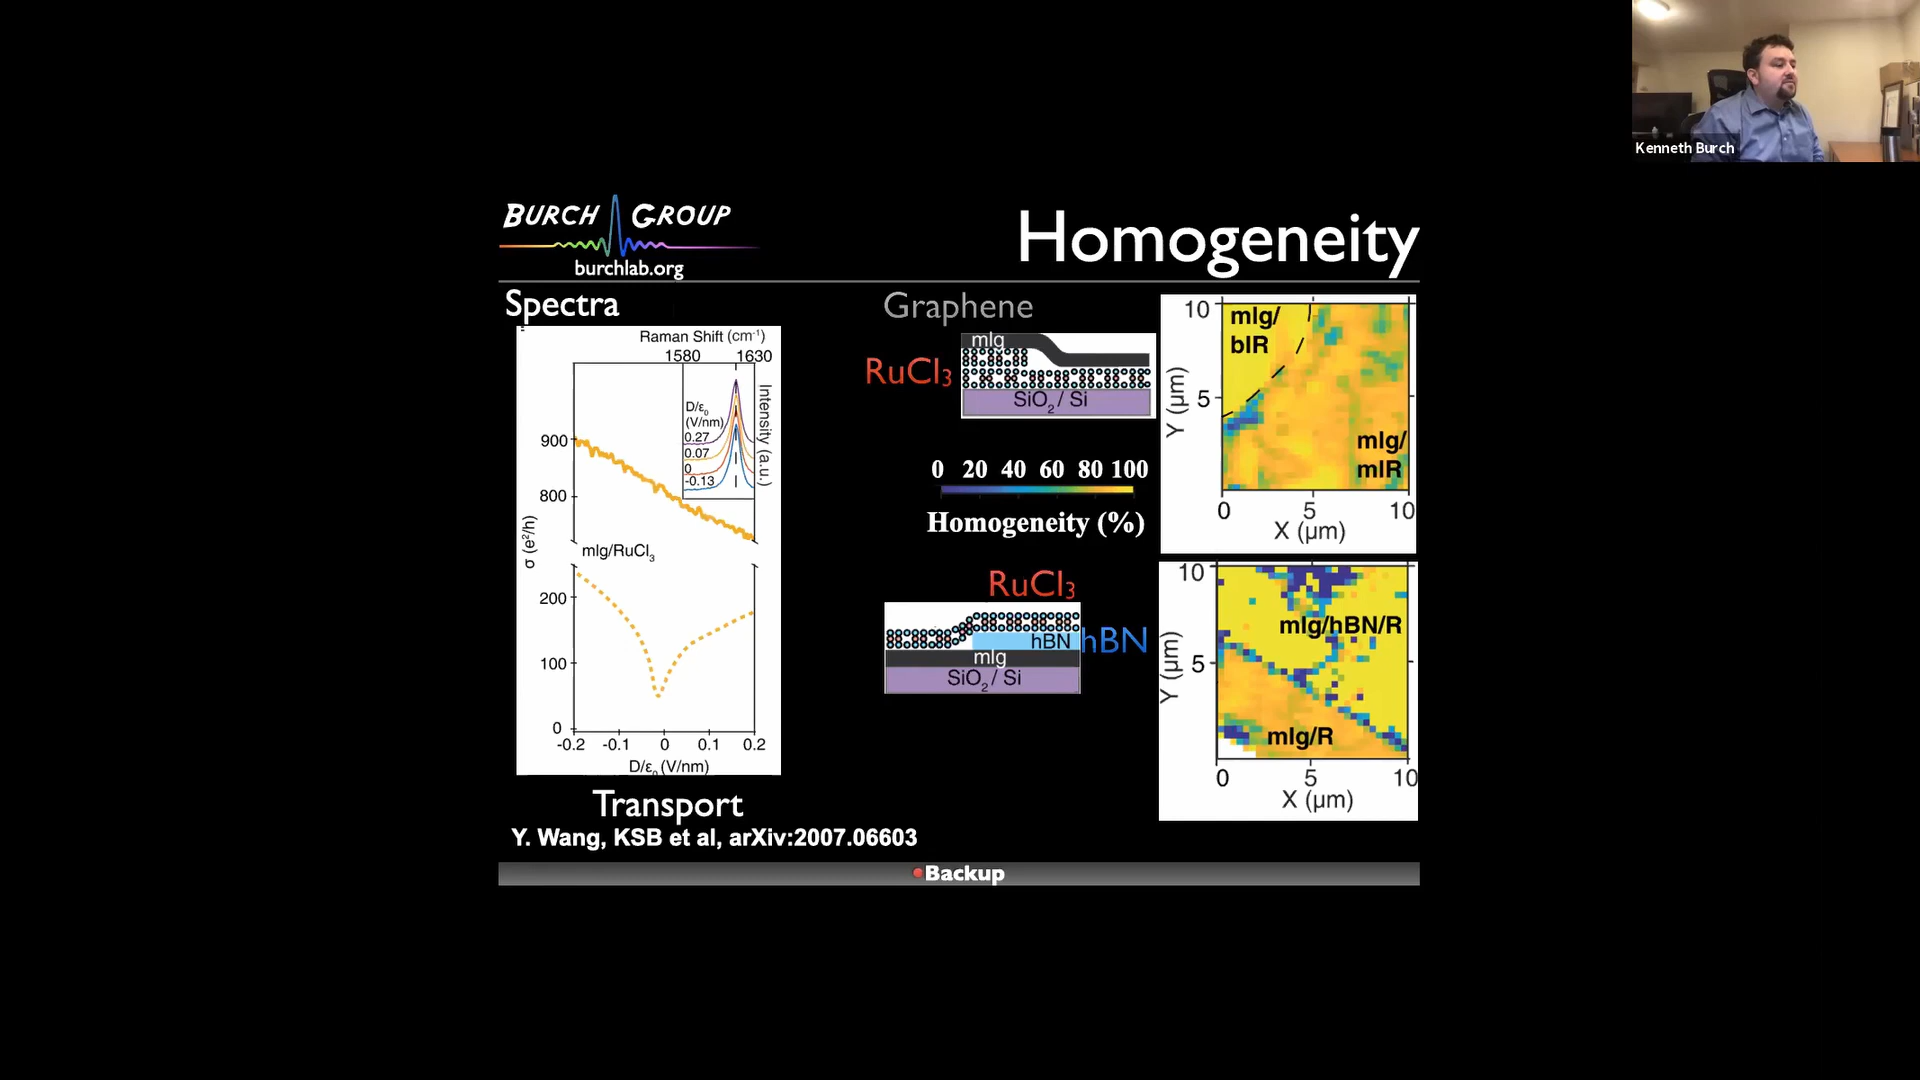 Kenneth Burch
BURCH GROUP
burchlab.org
Homogeneity
Spectra
Raman Shift (cm⁻¹)
1580 1630
Intensity (a.u.)
D/ε₀
(V/nm)
0.27
0.07
0
-0.13
900
800
σ (e²/h)
mlg/RuCl₃
200
100
0
-0.2 -0.1 0 0.1 0.2
D/ε₀ (V/nm)
Transport
Y. Wang, KSB et al, arXiv:2007.06603
Graphene
RuCl₃
mlg
SiO₂/ Si
0 20 40 60 80 100
Homogeneity (%)
RuCl₃
hBN
hBN
mlg
SiO₂/ Si
10
5
Y (μm)
mlg/
blR
mlg/
mlR
0 5 10
X (μm)
10
5
Y (μm)
mlg/hBN/R
mlg/R
0 5 10
X (μm)
Backup